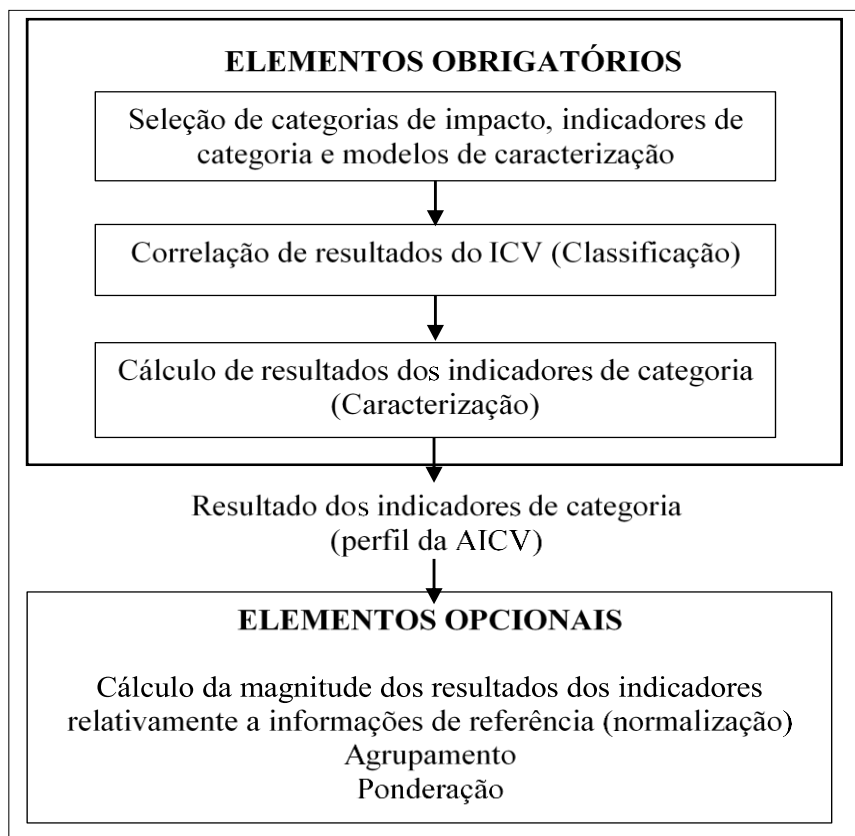 ELEMENTOS OBRIGATÓRIOS
Seleção de categorias de impacto, indicadores de
categoria e modelos de caracterização
Correlação de resultados do ICV (Classificação)
Cálculo de resultados dos indicadores de categoria
(Caracterização)
Resultado dos indicadores de categoria
(perfil da AICV)
ELEMENTOS OPCIONAIS
Cálculo da magnitude dos resultados dos indicadores
relativamente a informações de referência (normalização)
Agrupamento
Ponderação